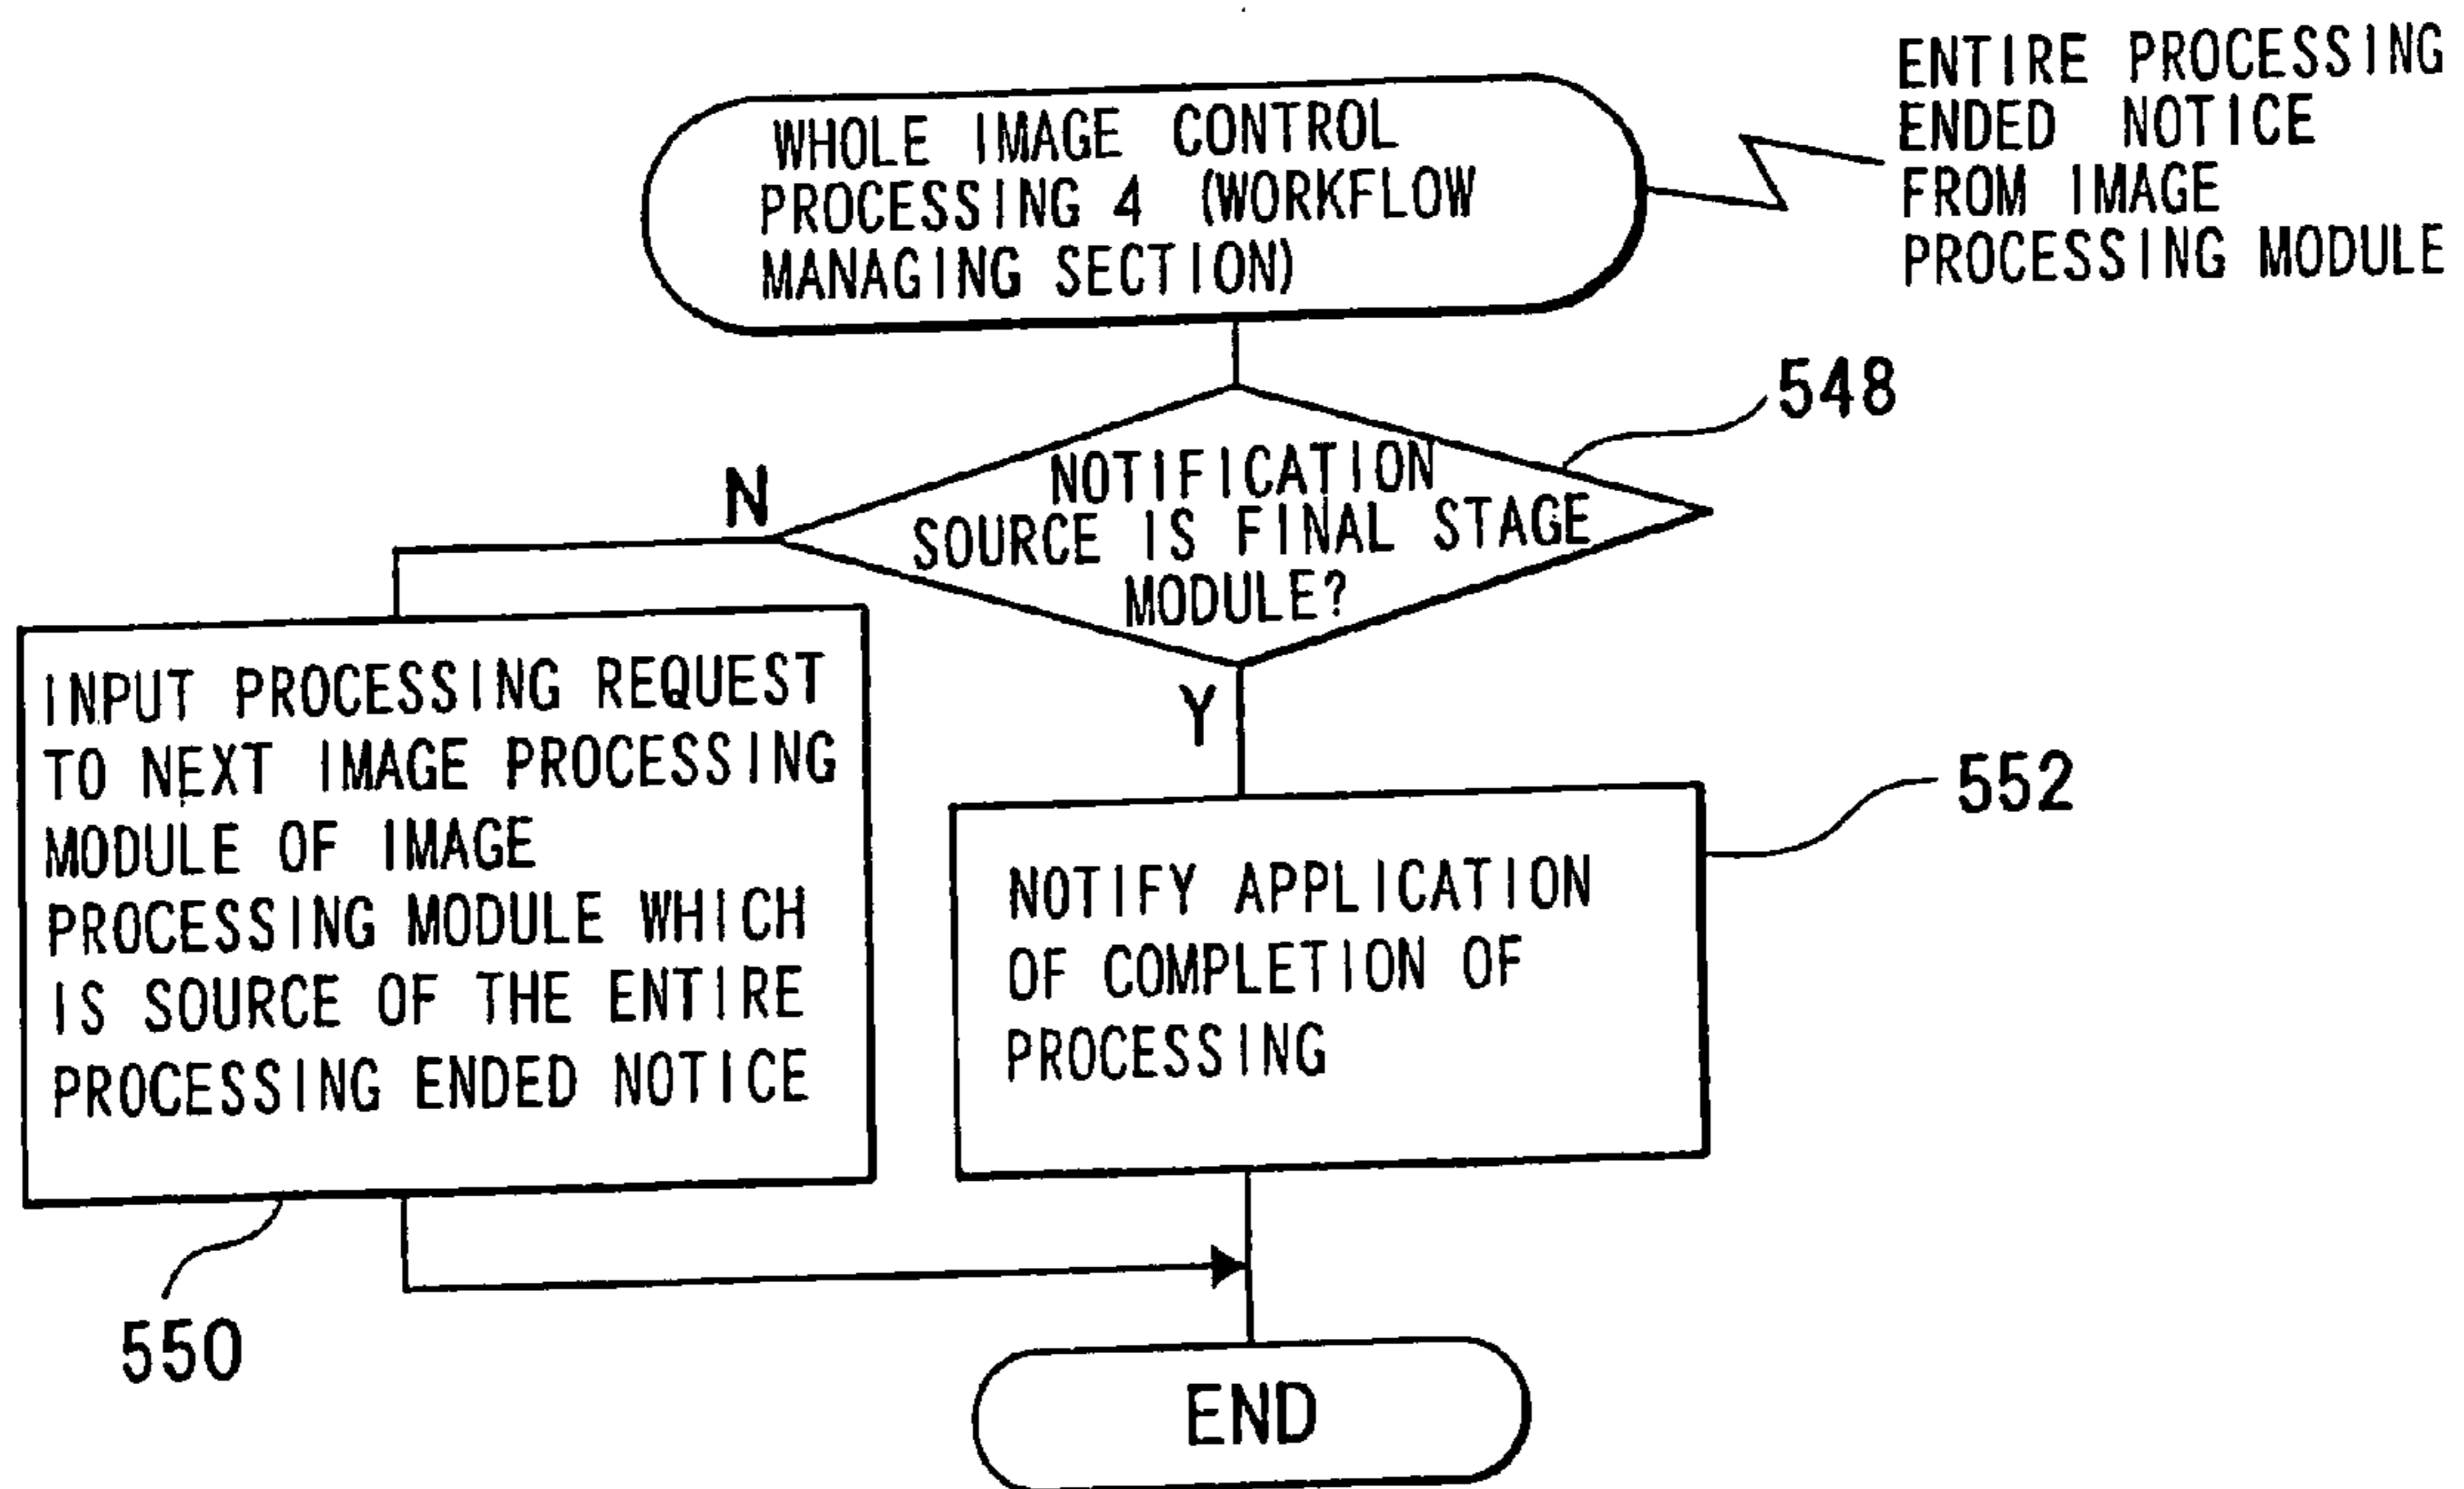 ENTIRE PROCESSING
ENDED NOTICE
FROM IMAGE
PROCESSING MODULE
WHOLE IMAGE CONTROL
PROCESSING 4 (WORKFLOW
MANAGING SECTION)
548
NOTIFICATION
SOURCE IS FINAL STAGE
MODULE?
N
Y
INPUT PROCESSING REQUEST
TO NEXT IMAGE PROCESSING
MODULE OF IMAGE
PROCESSING MODULE WHICH
IS SOURCE OF THE ENTIRE
PROCESSING ENDED NOTICE
550
552
NOTIFY APPLICATION
OF COMPLETION OF
PROCESSING
END